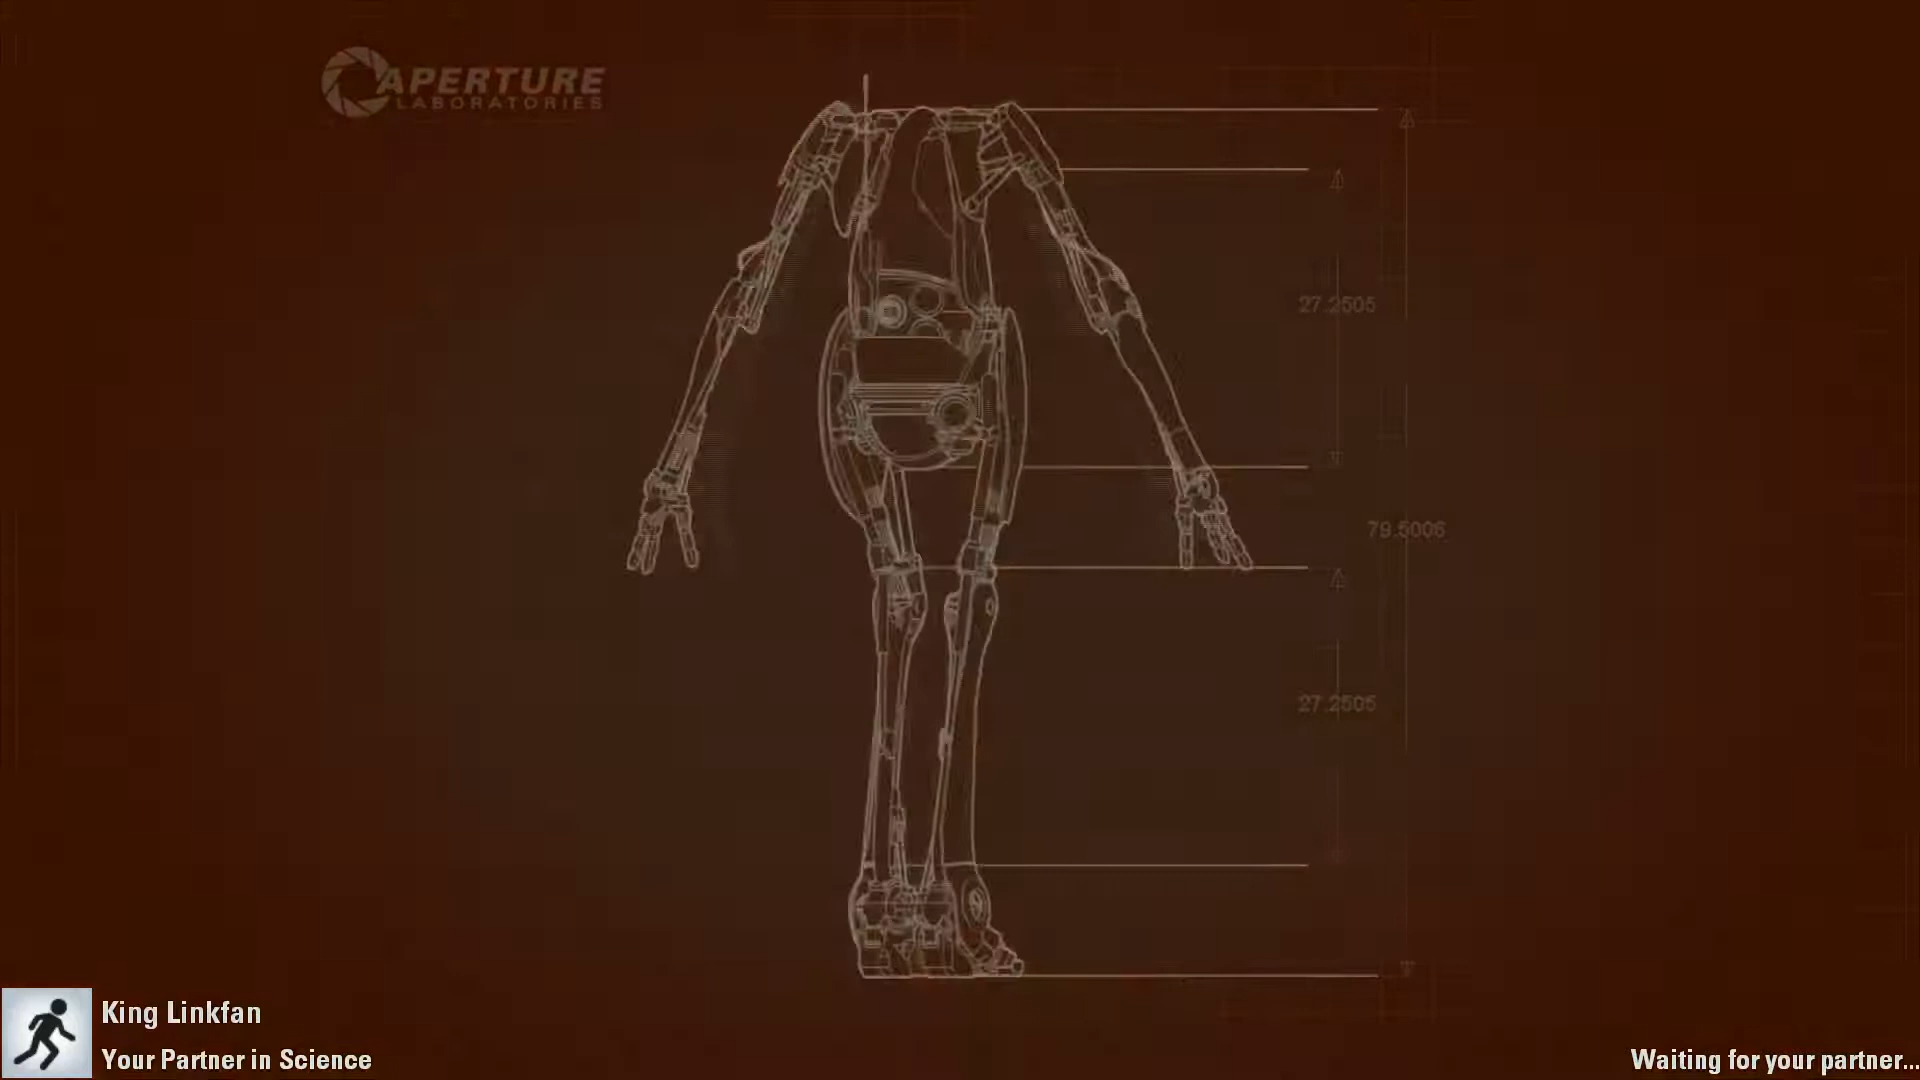 APERTURE
LABORATORIES
27.2505
79.5006
27.2505
King Linkfan
Your Partner in Science
Waiting for your partner...